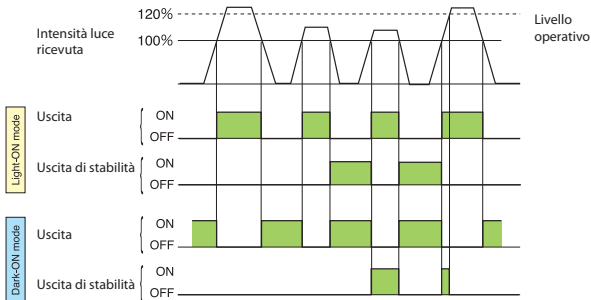 120%
Intensità luce
ricevuta
100%
Livello
operativo
Light-ON mode
Uscita
ON
OFF
Uscita di stabilità
ON
OFF
Dark-ON mode
Uscita
ON
OFF
Uscita di stabilità
ON
OFF